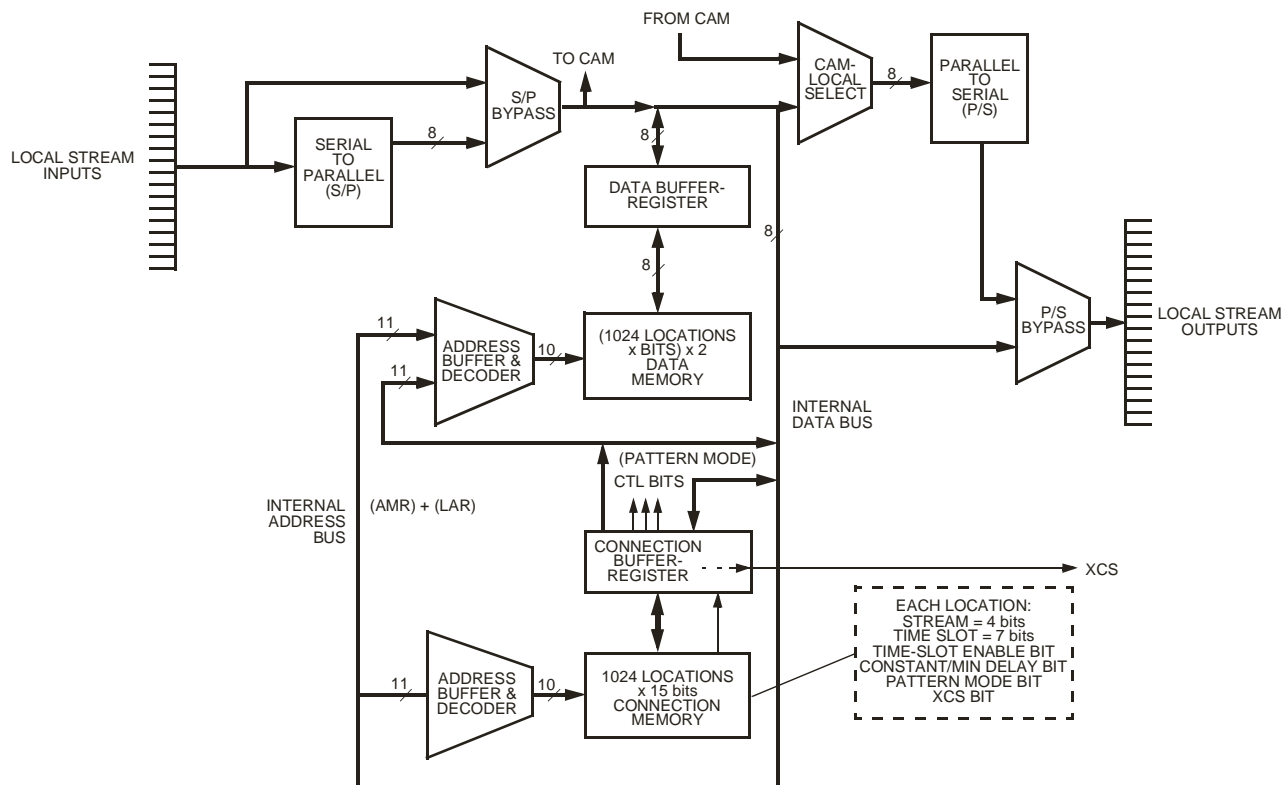 FROM CAM
TO CAM
S/P
BYPASS
CAM-
LOCAL
SELECT
8
PARALLEL
TO
SERIAL
(P/S)
LOCAL STREAM
INPUTS
SERIAL
TO
PARALLEL
(S/P)
8
8
DATA BUFFER-
REGISTER
8
8
11
ADDRESS
BUFFER &
DECODER
11
10
(1024 LOCATIONS
x BITS) x 2
DATA
MEMORY
P/S
BYPASS
LOCAL STREAM
OUTPUTS
INTERNAL
DATA BUS
(PATTERN MODE)
CTL BITS
INTERNAL
ADDRESS
BUS
(AMR) + (LAR)
CONNECTION
BUFFER-
REGISTER
XCS
EACH LOCATION:
STREAM = 4 bits
TIME SLOT = 7 bits
TIME-SLOT ENABLE BIT
CONSTANT/MIN DELAY BIT
PATTERN MODE BIT
XCS BIT
11
ADDRESS
BUFFER &
DECODER
10
1024 LOCATIONS
x 15 bits
CONNECTION
MEMORY